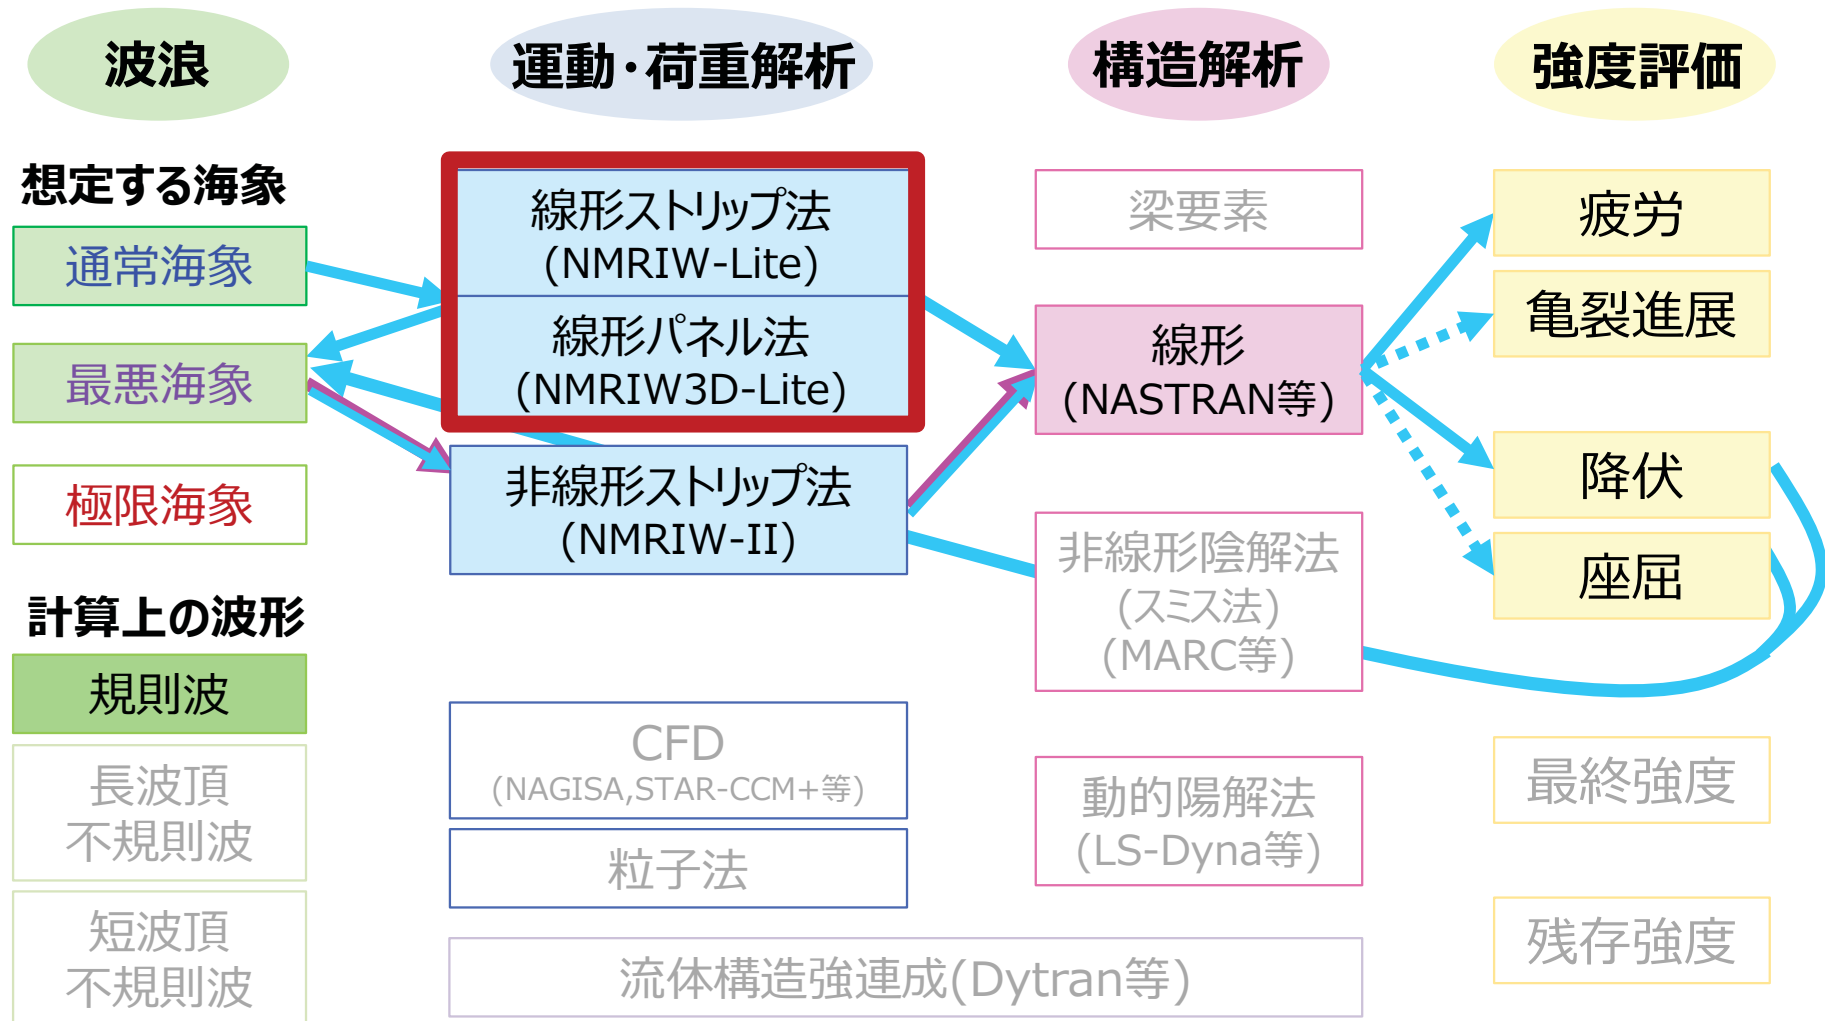 波浪
運動・荷重解析
構造解析
強度評価
想定する海象
通常海象
最悪海象
極限海象
計算上の波形
規則波
長波頂
不規則波
短波頂
不規則波
線形ストリップ法
(NMRIW-Lite)
線形パネル法
(NMRIW3D-Lite)
非線形ストリップ法
(NMRIW-II)
CFD
(NAGISA,STAR-CCM+等)
粒子法
流体構造強連成(Dytran等)
梁要素
線形
(NASTRAN等)
非線形陰解法
(スミス法)
(MARC等)
動的陽解法
(LS-Dyna等)
疲労
亀裂進展
降伏
座屈
最終強度
残存強度